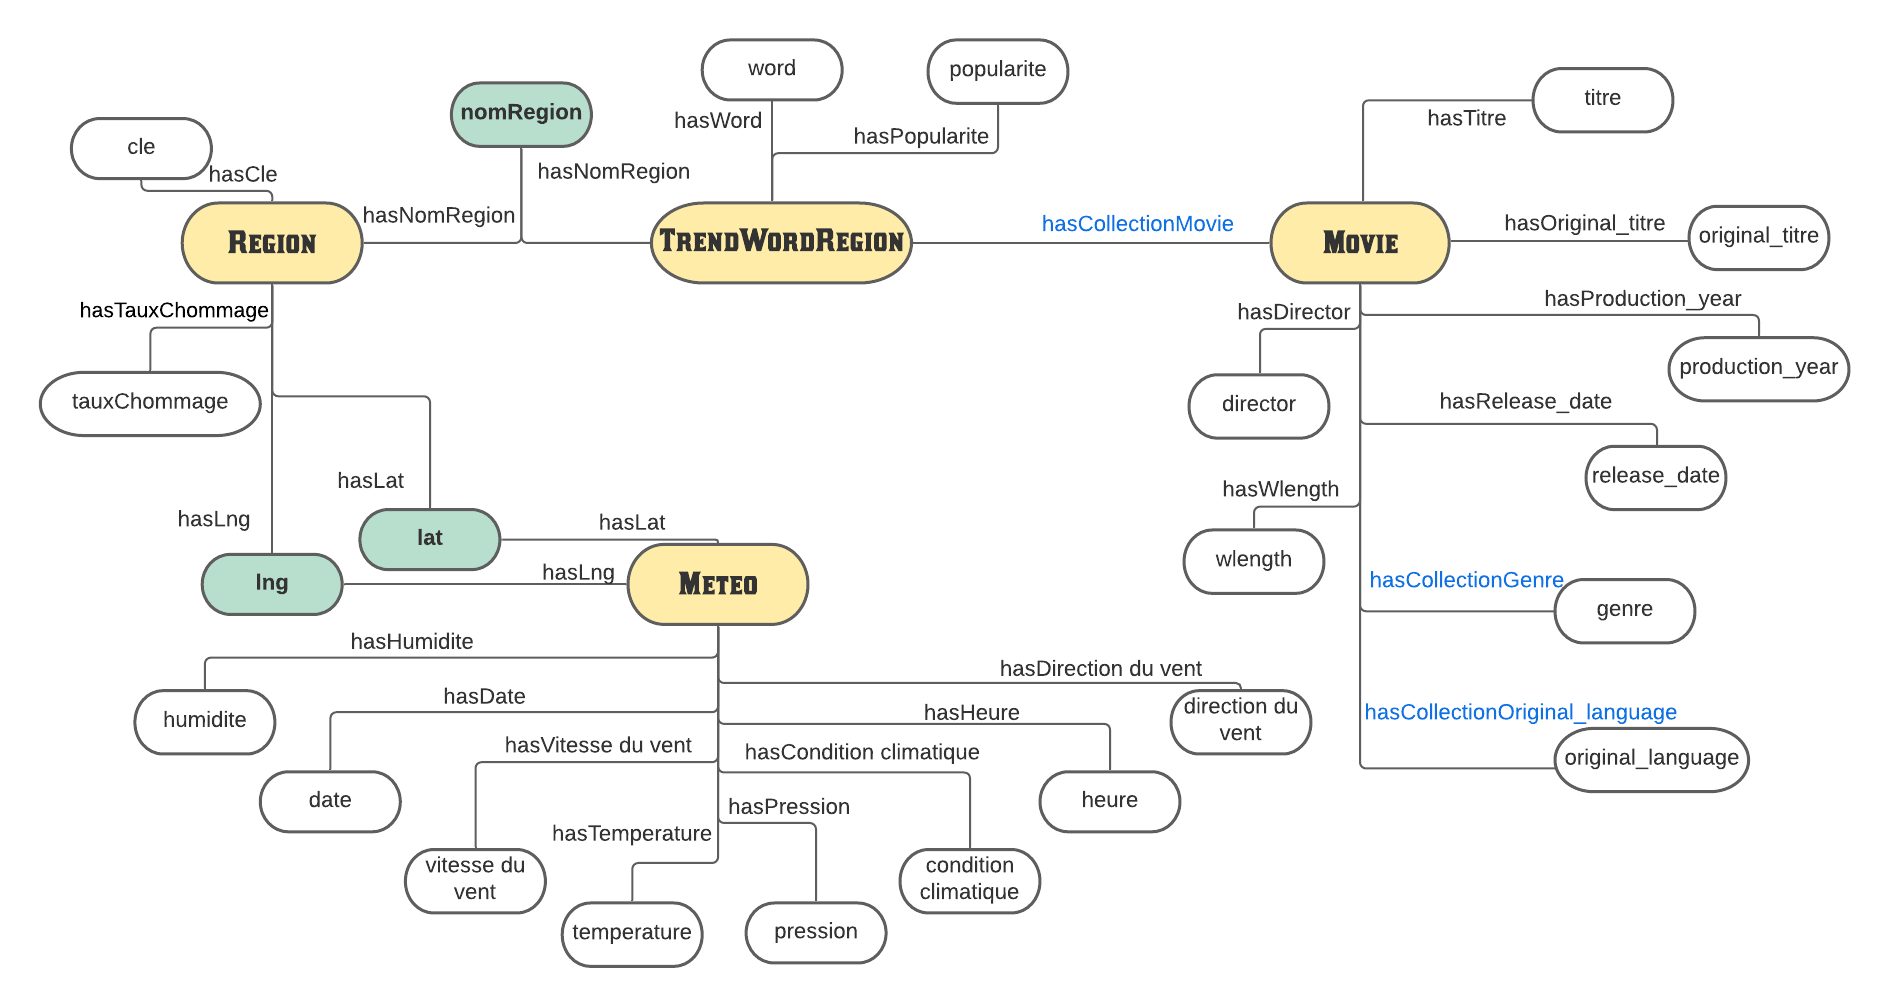 word
popularite
titre
nomRegion
cle
hasWord
hasPopularite
hasTitre
hasCle
hasNomRegion
hasNomRegion
REGION
TRENDWORDREGION
hasCollectionMovie
MOVIE
hasOriginal_titre
original_titre
hasTauxChommage
hasDirector
hasProduction_year
production_year
tauxChommage
director
hasRelease_date
release_date
hasLat
hasLng
hasWlength
lat
hasLat
wlength
lng
hasLng
METEO
hasCollectionGenre
genre
hasHumidite
hasDirection du vent
humidite
hasDate
direction du
vent
hasHeure
hasCollectionOriginal_language
original_language
hasVitesse du vent
hasCondition climatique
date
heure
hasPression
hasTemperature
vitesse du
vent
condition
climatique
temperature
pression